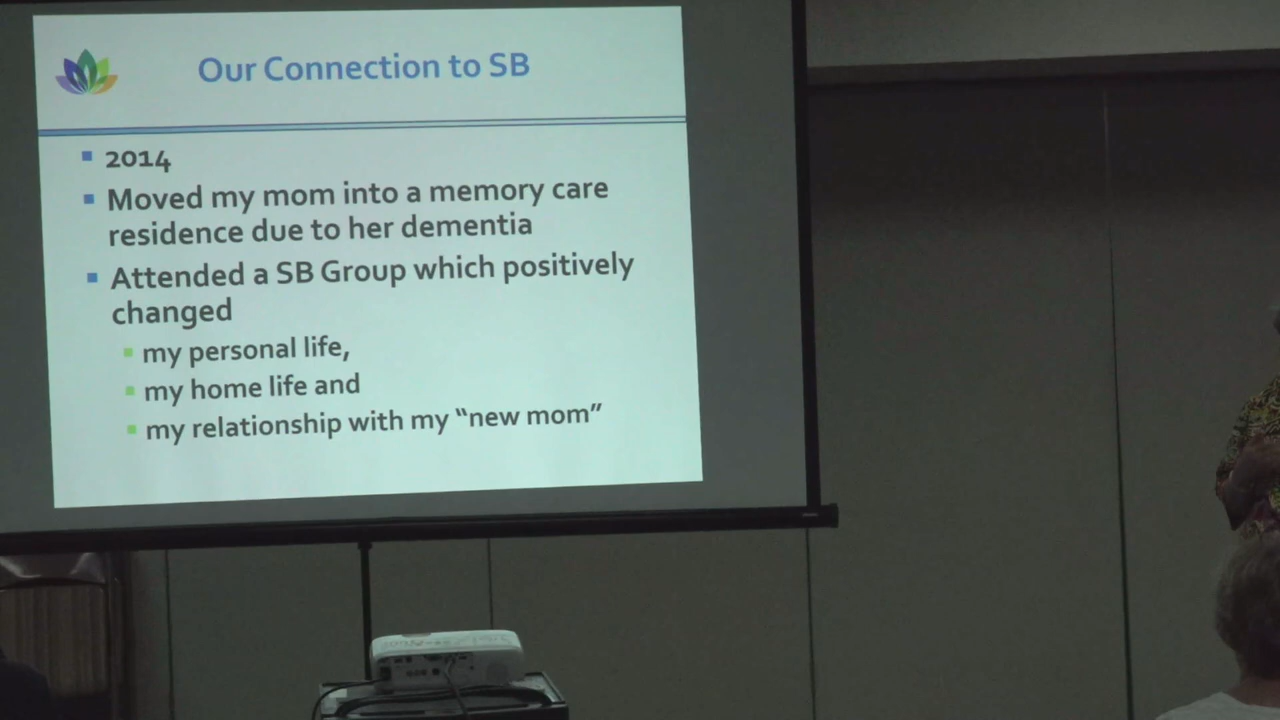 Our Connection to SB
2014
Moved my mom into a memory care
residence due to her dementia
Attended a SB Group which positively
changed
my personal life,
my home life and
my relationship with my “new mom”